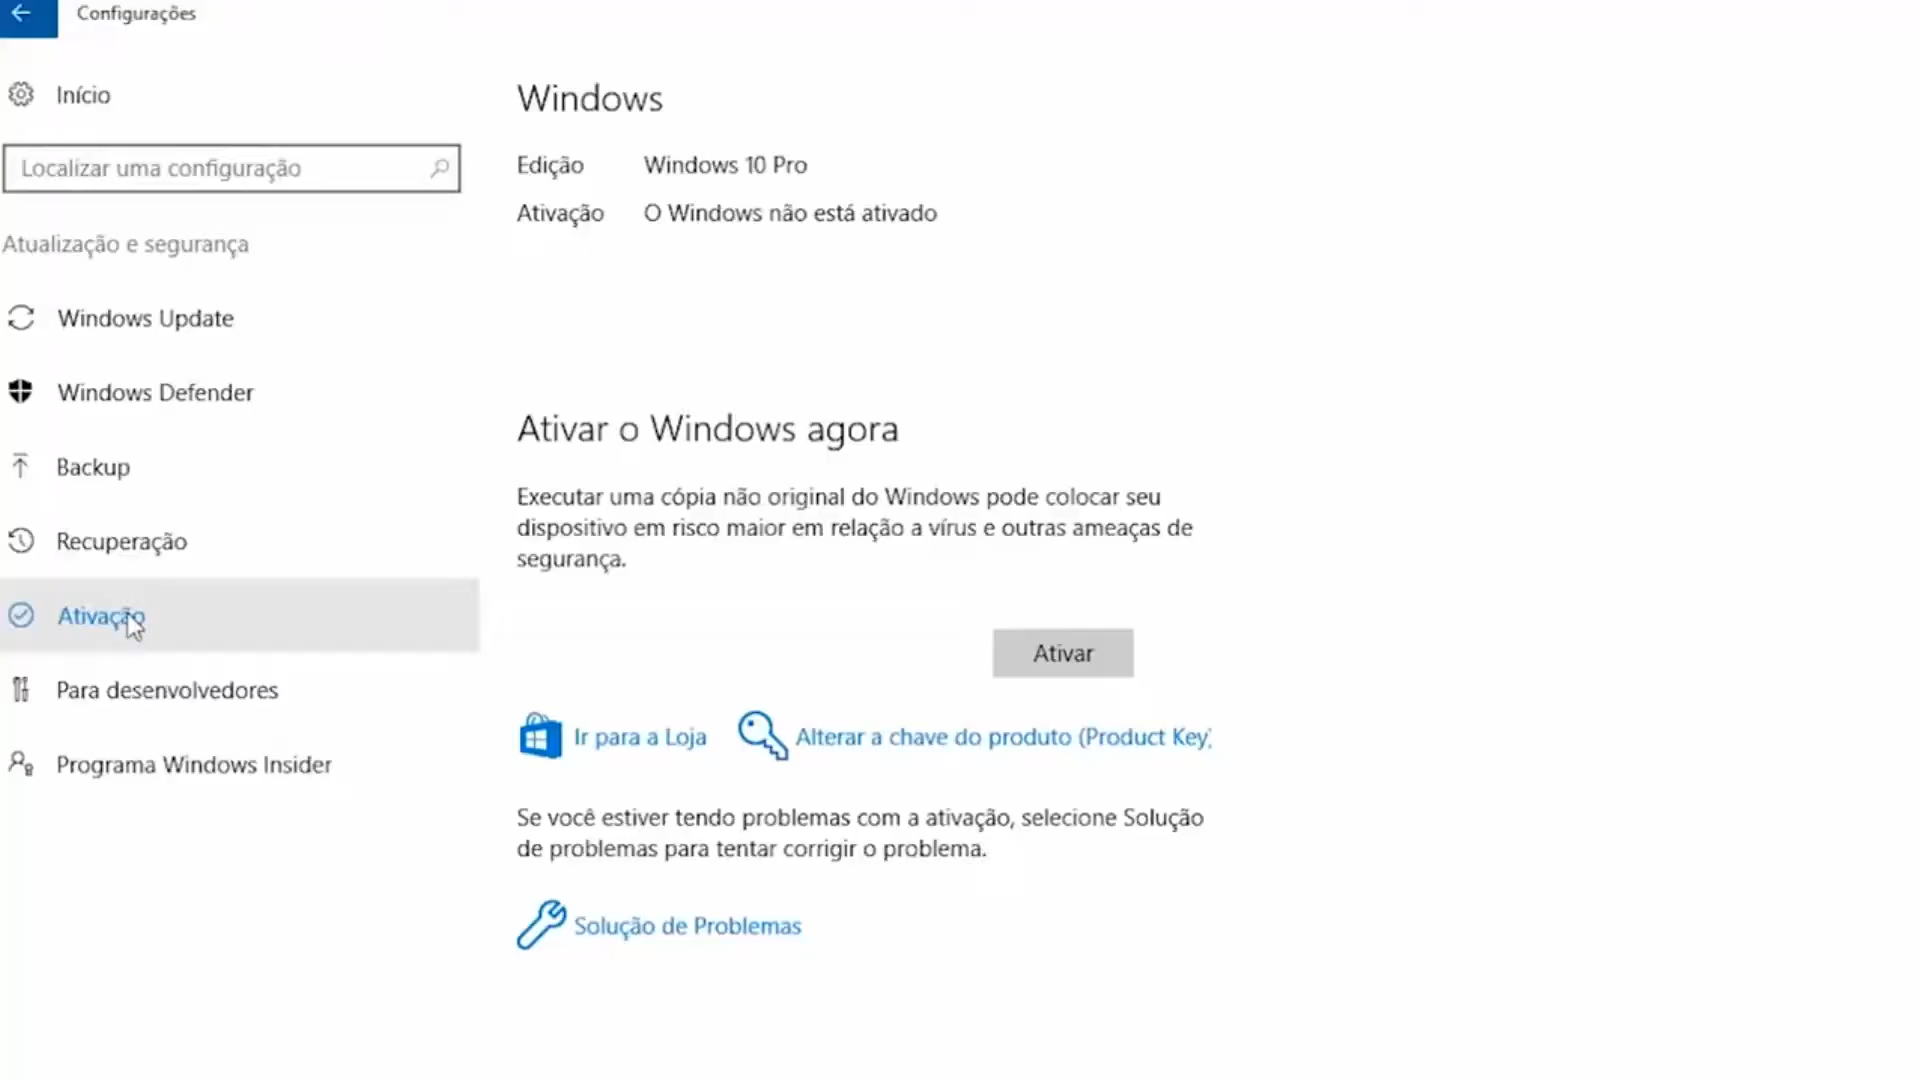 Configurações
Início
Localizar uma configuração
Atualização e segurança
Windows Update
Windows Defender
Backup
Recuperação
Ativação
Para desenvolvedores
Programa Windows Insider
Windows
Edição Windows 10 Pro
Ativação O Windows não está ativado
Ativar o Windows agora
Executar uma cópia não original do Windows pode colocar seu
dispositivo em risco maior em relação a vírus e outras ameaças de
segurança.
Ativar
Ir para a Loja Alterar a chave do produto (Product Key)
Se você estiver tendo problemas com a ativação, selecione Solução
de problemas para tentar corrigir o problema.
Solução de Problemas